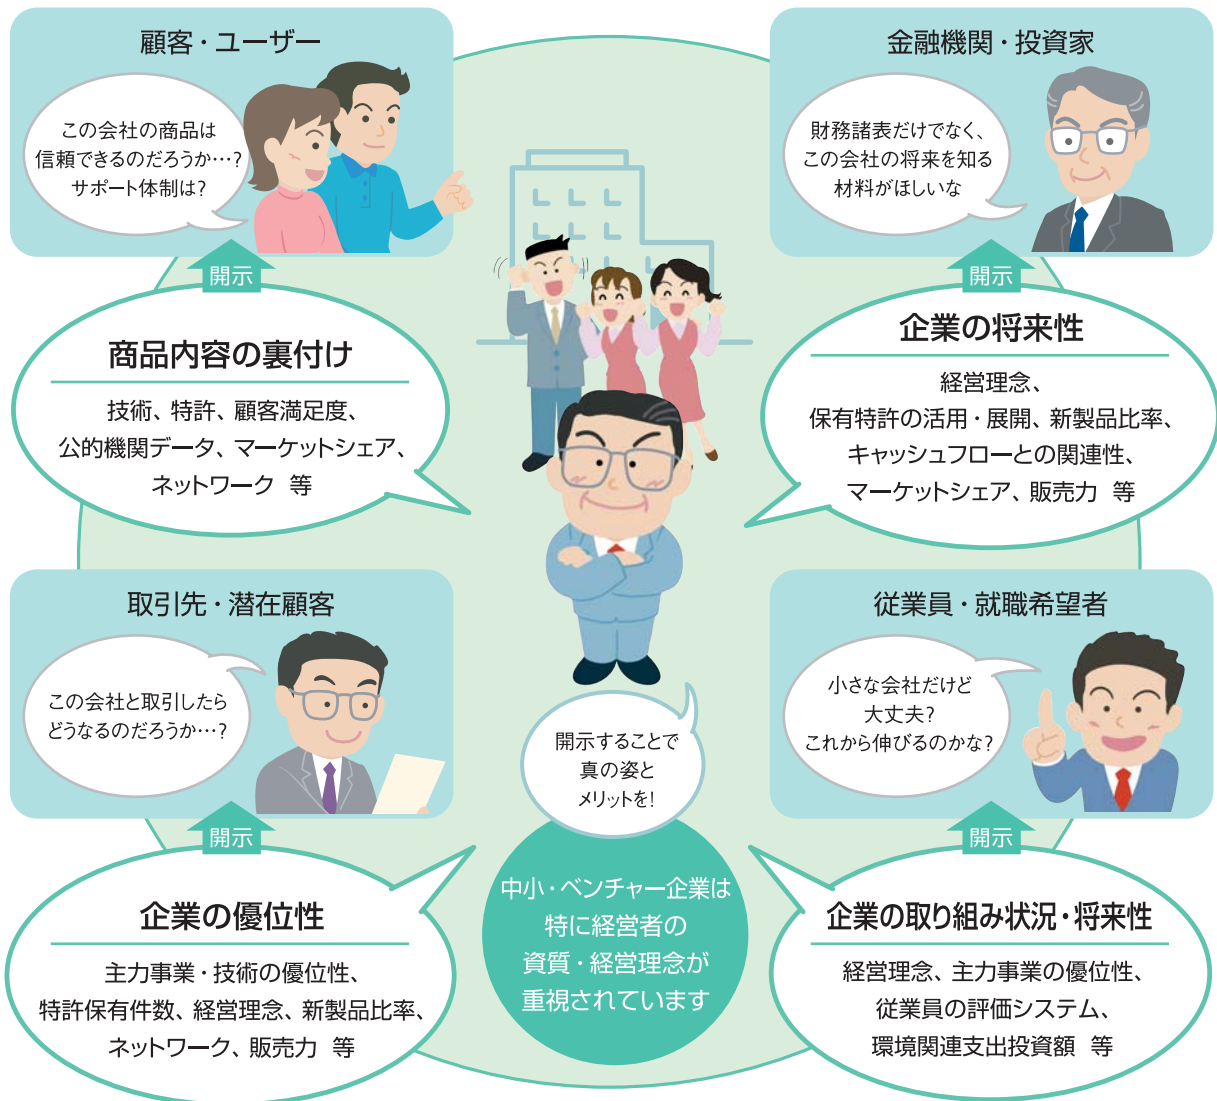 顧客・ユーザー
この会社の商品は
信頼できるのだろうか…?
サポート体制は?
開示
商品内容の裏付け
技術、特許、顧客満足度、
公的機関データ、マーケットシェア、
ネットワーク 等
金融機関・投資家
財務諸表だけでなく、
この会社の将来を知る
材料がほしいな
開示
企業の将来性
経営理念、
保有特許の活用・展開、新製品比率、
キャッシュフローとの関連性、
マーケットシェア、販売力 等
取引先・潜在顧客
この会社と取引したら
どうなるのだろうか…?
開示
企業の優位性
主力事業・技術の優位性、
特許保有件数、経営理念、新製品比率、
ネットワーク、販売力 等
従業員・就職希望者
小さな会社だけど
大丈夫?
これから伸びるのかな?
開示
企業の取り組み状況・将来性
経営理念、主力事業の優位性、
従業員の評価システム、
環境関連支出投資額 等
開示することで
真の姿と
メリットを!
中小・ベンチャー企業は
特に経営者の
資質・経営理念が
重視されています